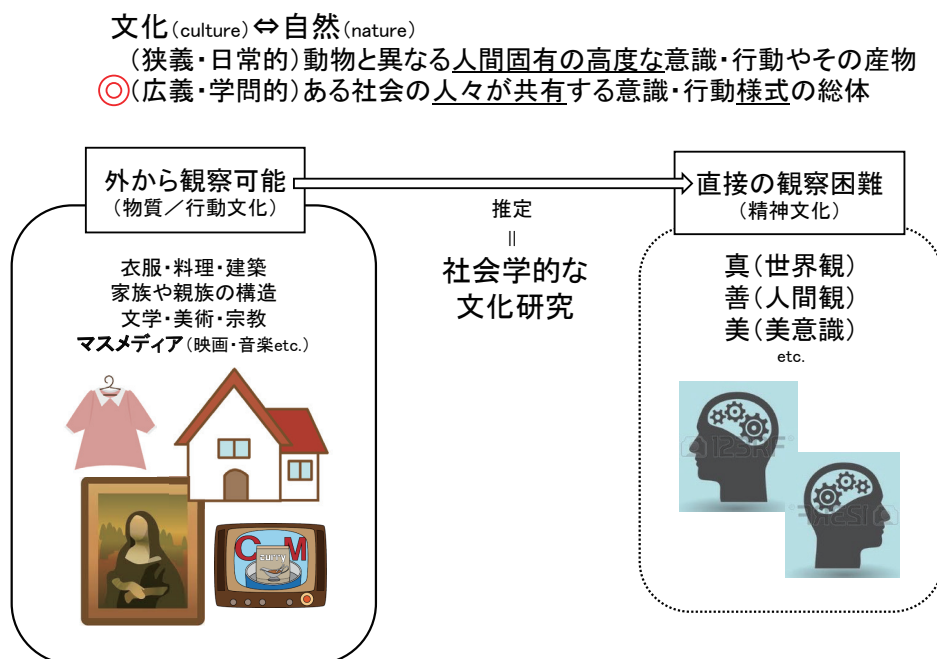 文化(culture)⇔自然(nature)
(狭義・日常的)動物と異なる人間固有の高度な意識・行動やその産物
◎(広義・学問的)ある社会の人々が共有する意識・行動様式の総体
外から観察可能
(物質／行動文化)
衣服・料理・建築
家族や親族の構造
文学・美術・宗教
マスメディア(映画・音楽etc.)
CM
curry
推定
||
社会学的な
文化研究
直接の観察困難
(精神文化)
真(世界観)
善(人間観)
美(美意識)
etc.
123RF